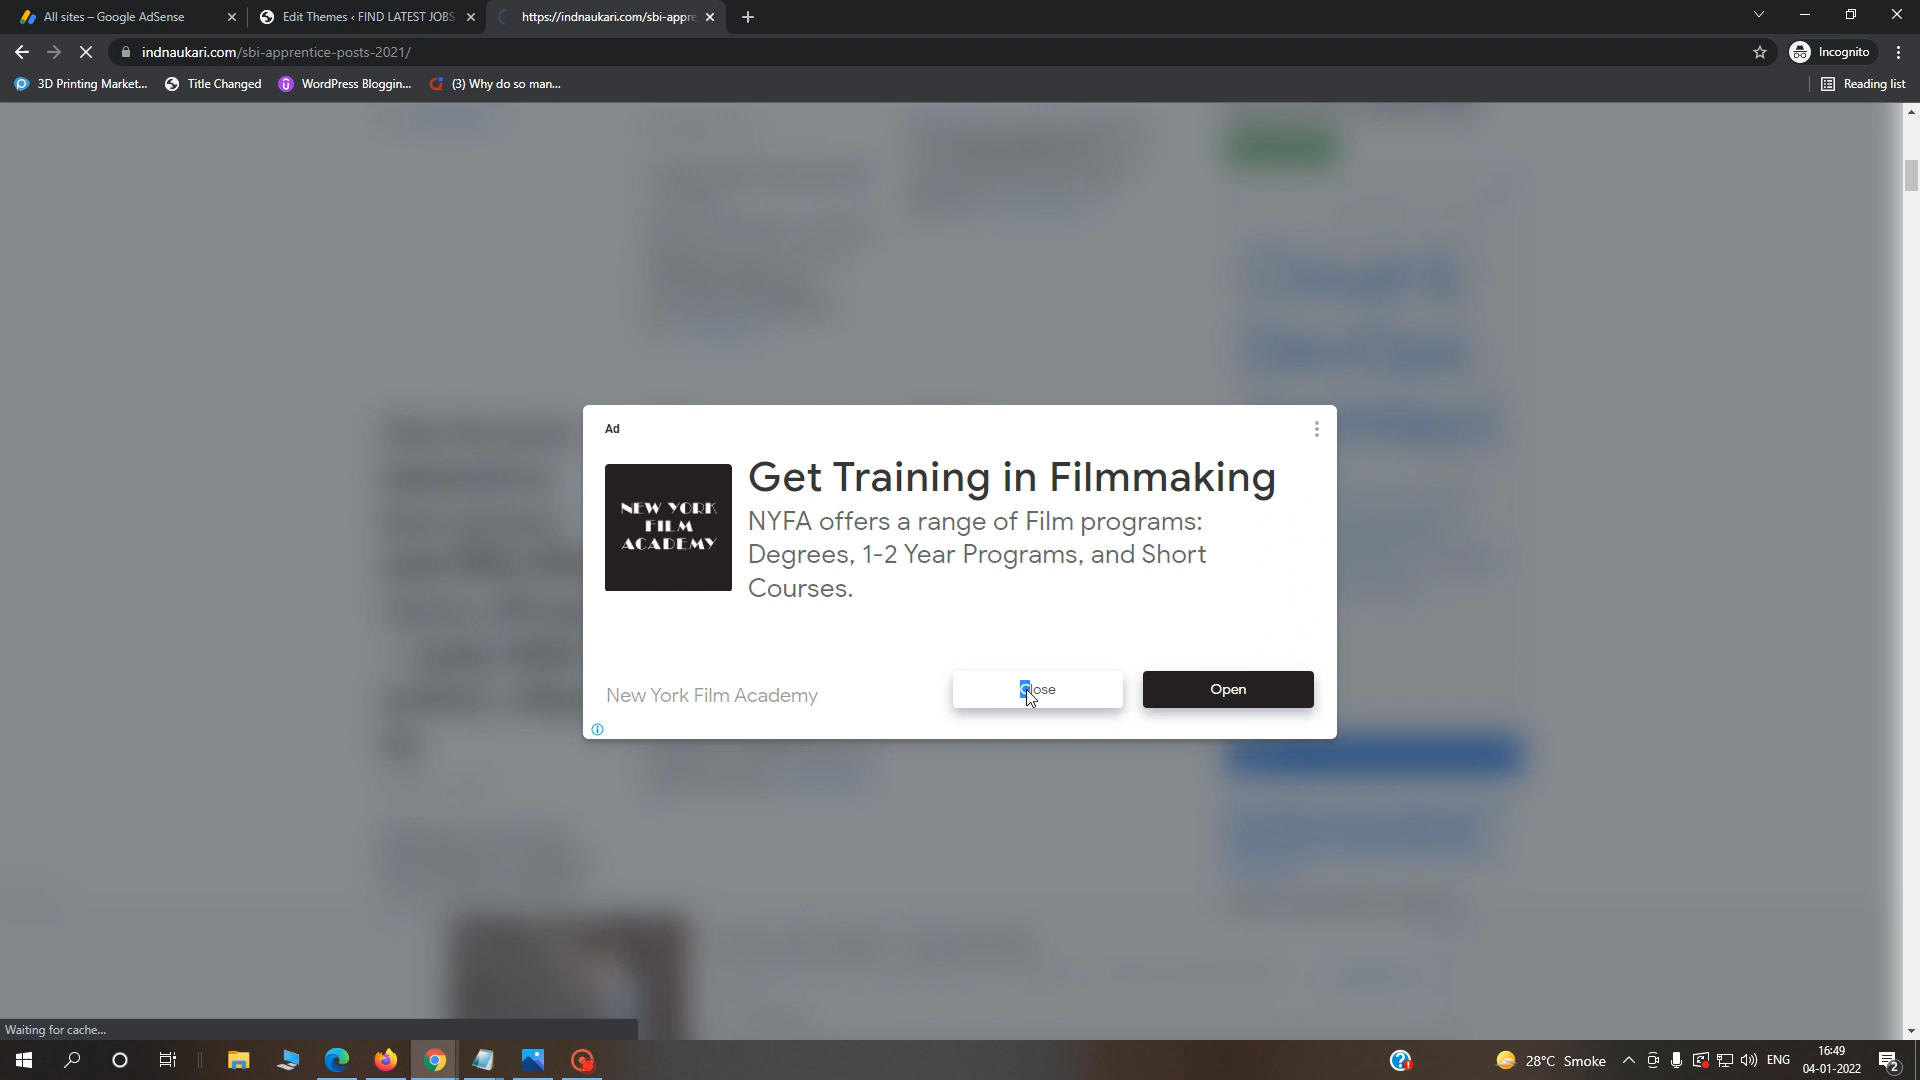 All sites – Google AdSense
Edit Themes ‹ FIND LATEST JOBS
https://indnaukari.com/sbi-appre
indnaukari.com/sbi-apprentice-posts-2021/
Incognito
3D Printing Market...
Title Changed
WordPress Bloggin...
(3) Why do so man...
Reading list
Ad
Get Training in Filmmaking
NEW YORK
FILM
ACADEMY
NYFA offers a range of Film programs:
Degrees, 1-2 Year Programs, and Short
Courses.
New York Film Academy
Close
Open
Waiting for cache...
28°C Smoke
ENG
16:49
04-01-2022
2